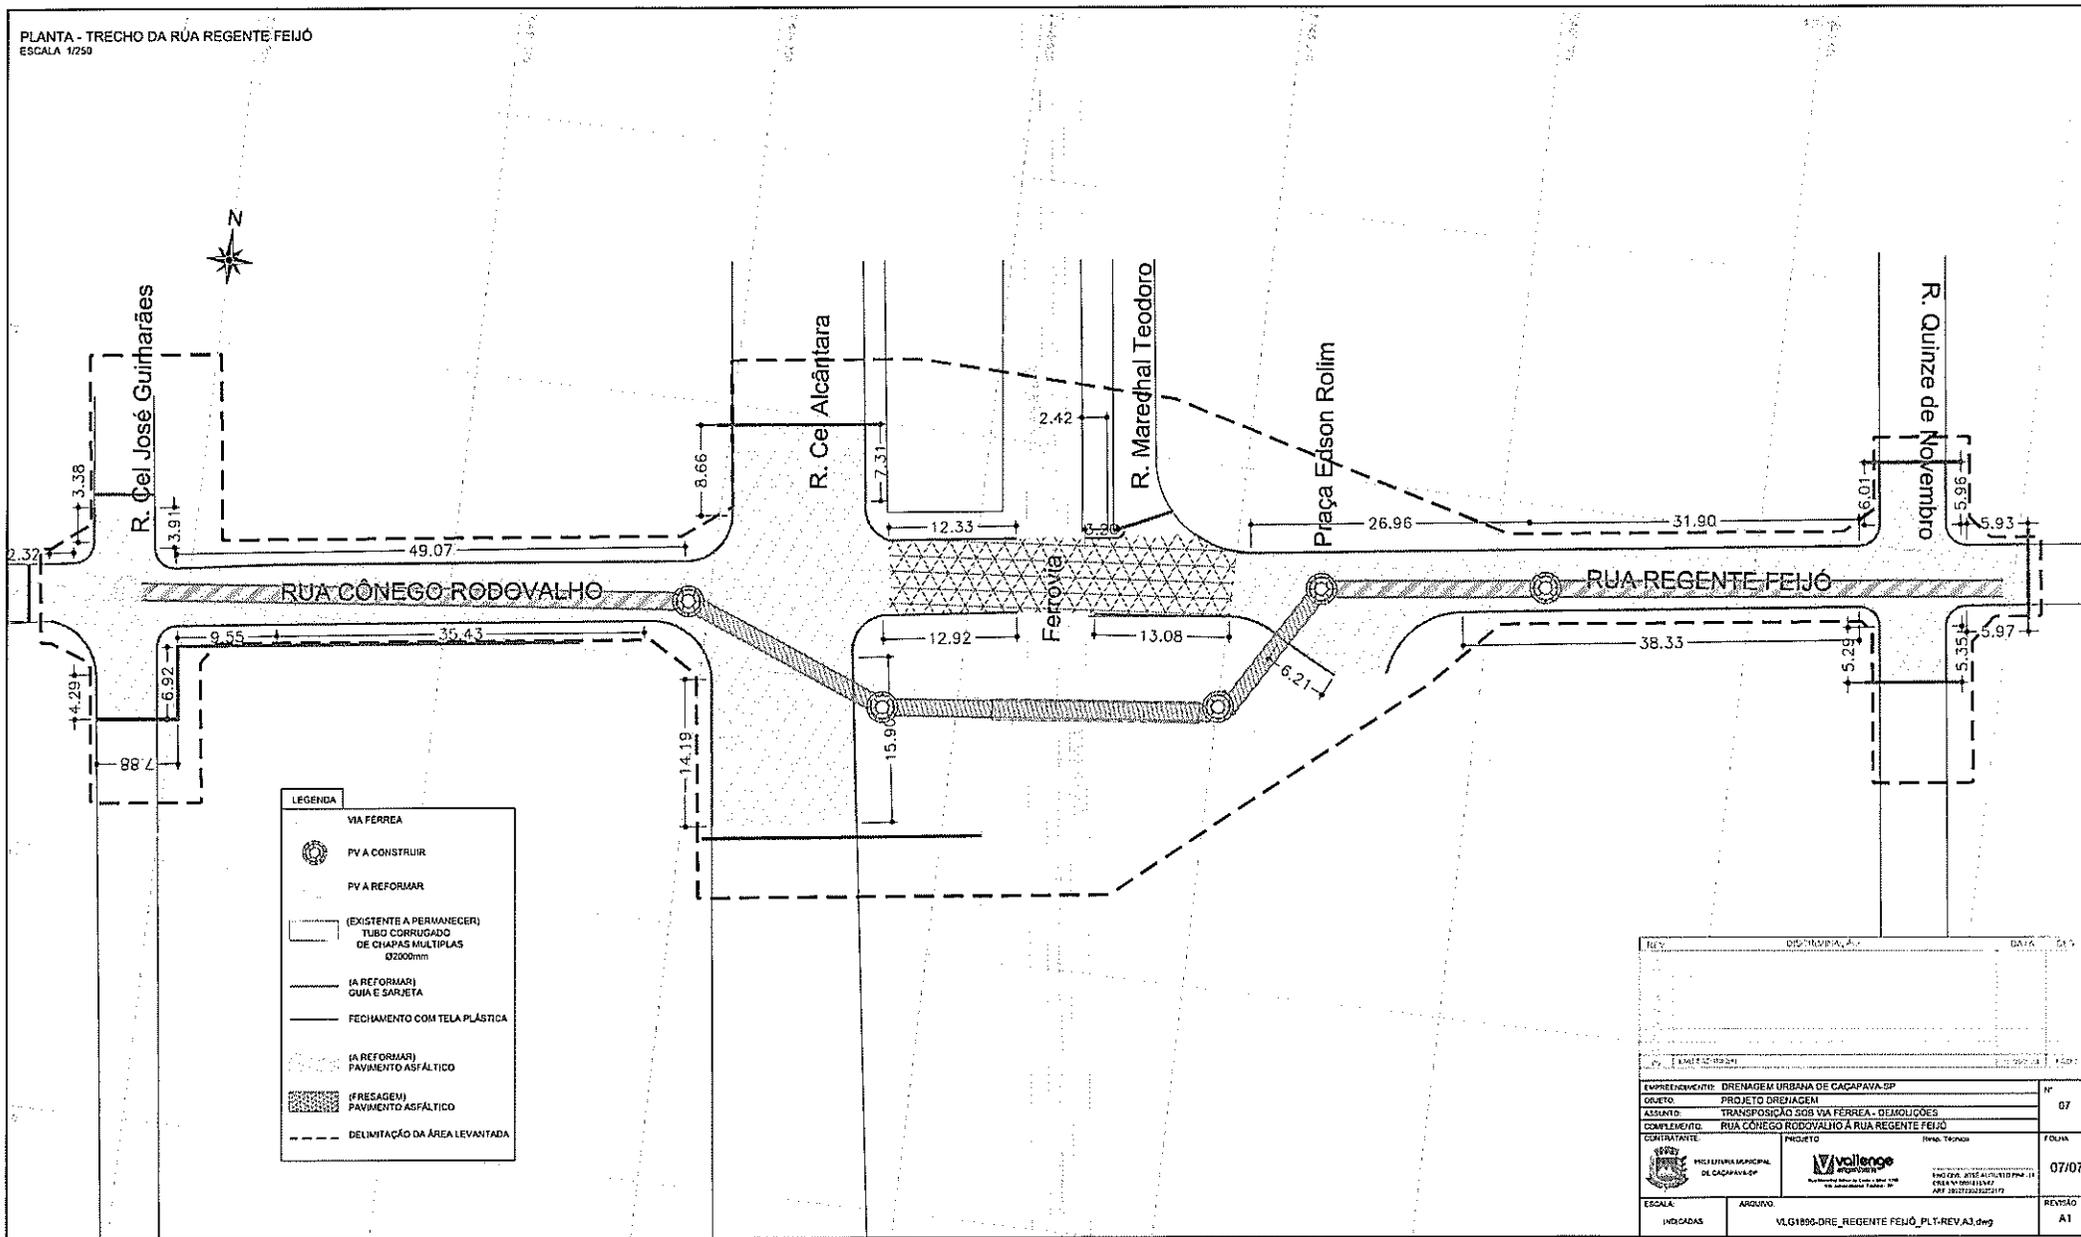 PLANTA - TRECHO DA RUA REGENTE FEIJÓ
ESCALA 1/250
N
R. Cel José Guimarães
R. Cel Alcântara
R. Marechal Teodoro
Praça Edson Rolim
R. Quinze de Novembro
3.38
3.91
2.32
49.07
8.66
7.31
12.33
2.42
26.96
31.90
6.01
5.96
5.93
RUA CÔNEGO RODOVALHO
Ferrovia
RUA REGENTE FEIJÓ
9.55
35.43
12.92
13.08
6.21
38.33
5.29
5.35
5.97
4.29
6.92
7.88
14.19
LEGENDA
VIA FÉRREA
PV A CONSTRUIR
PV A REFORMAR
(EXISTENTE A PERMANECER)
TUBO CORRUGADO
DE CHAPAS MULTIPLAS
Ø2000mm
(A REFORMAR)
GUIA E SARJETA
FECHAMENTO COM TELA PLÁSTICA
(A REFORMAR)
PAVIMENTO ASFÁLTICO
(FRESAGEM)
PAVIMENTO ASFÁLTICO
DELIMITAÇÃO DA ÁREA LEVANTADA
REV.
DISCRIMINAÇÃO
DATA
EMPREENDIMENTO: DRENAGEM URBANA DE CAÇAPAVA-SP
Nº
07
OBJETO: PROJETO DRENAGEM
ASSUNTO: TRANSPOSIÇÃO SOB VIA FÉRREA - DEMOLIÇÕES
COMPLEMENTO: RUA CÔNEGO RODOVALHO À RUA REGENTE FEIJÓ
CONTRATANTE:
PREFEITURA MUNICIPAL
DE CAÇAPAVA-SP
PROJETO
Vallenge
engenharia
Resp. Técnico
FOLHA
07/07
ESCALA:
INDICADAS
ARQUIVO:
VLG1896-DRE_REGENTE FEIJÓ_PLT-REV.A3.dwg
REVISÃO
A1